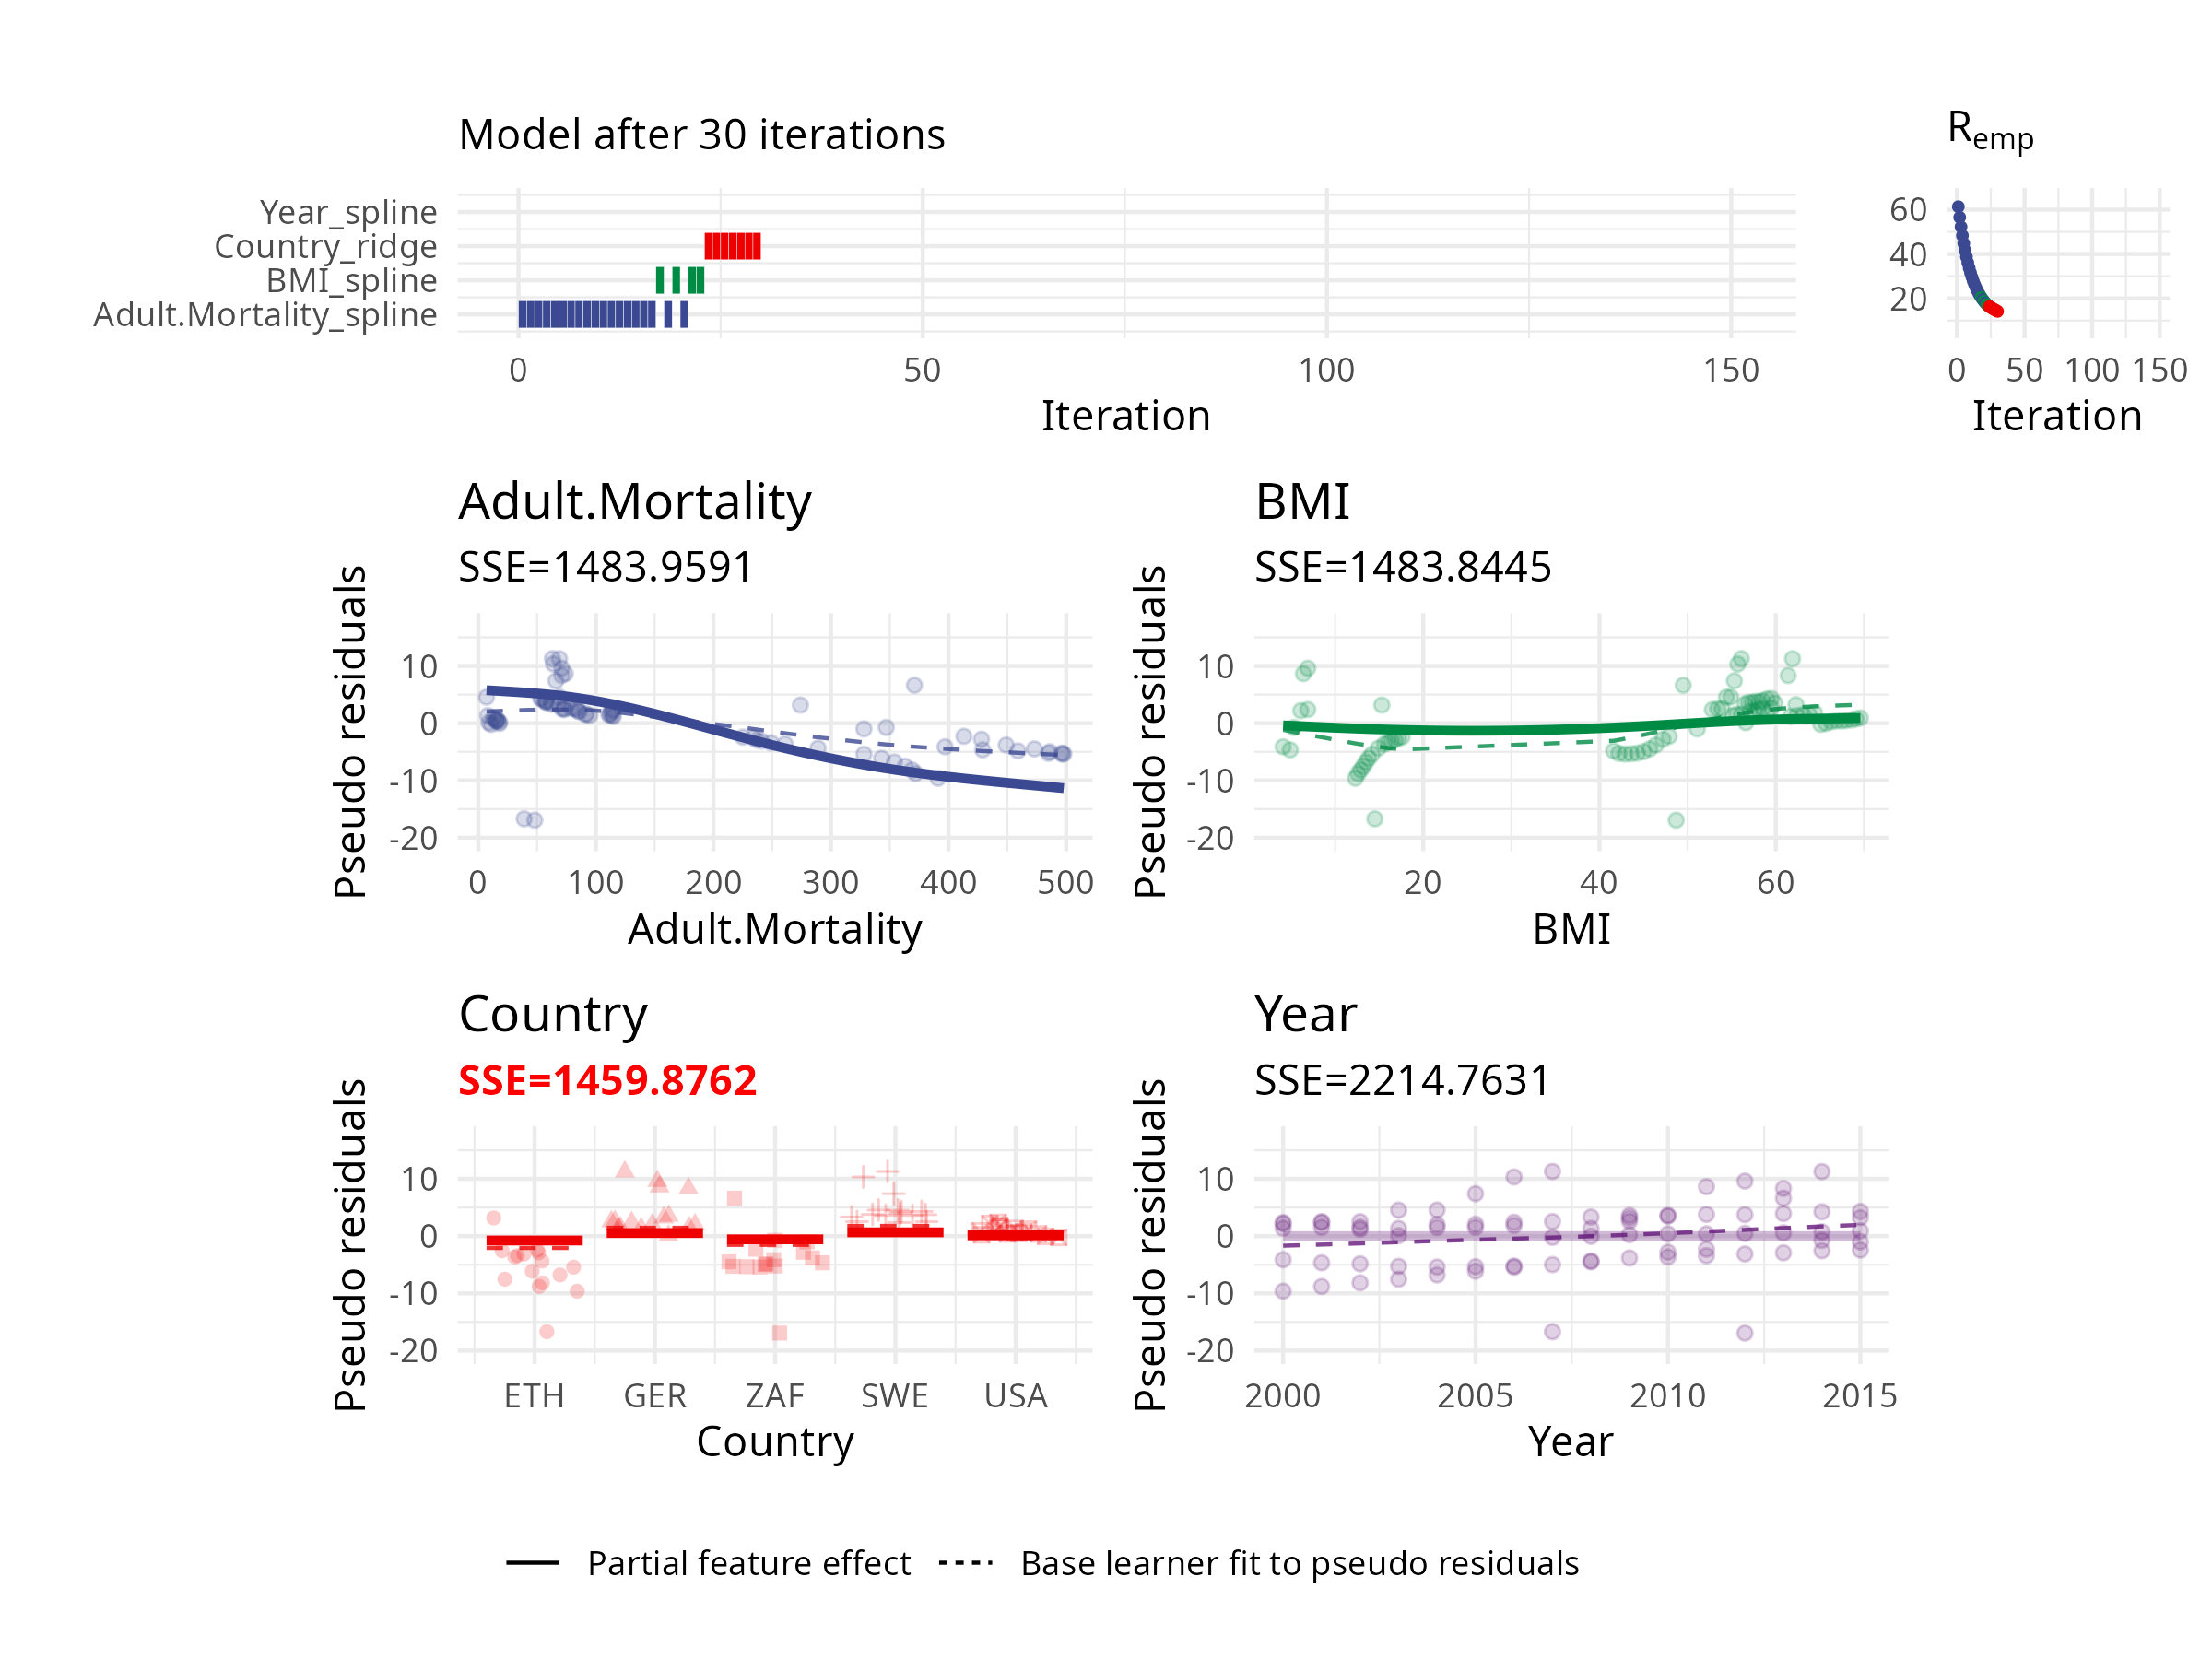 Model after 30 iterations
Year_spline
Country_ridge
BMI_spline
Adult.Mortality_spline
0 50 100 150
Iteration
Remp
60
40
20
0 50 100 150
Iteration
Adult.Mortality
SSE=1483.9591
Pseudo residuals
10
0
-10
-20
0 100 200 300 400 500
Adult.Mortality
BMI
SSE=1483.8445
Pseudo residuals
10
0
-10
-20
20 40 60
BMI
Country
SSE=1459.8762
Pseudo residuals
10
0
-10
-20
ETH GER ZAF SWE USA
Country
Year
SSE=2214.7631
Pseudo residuals
10
0
-10
-20
2000 2005 2010 2015
Year
Partial feature effect Base learner fit to pseudo residuals